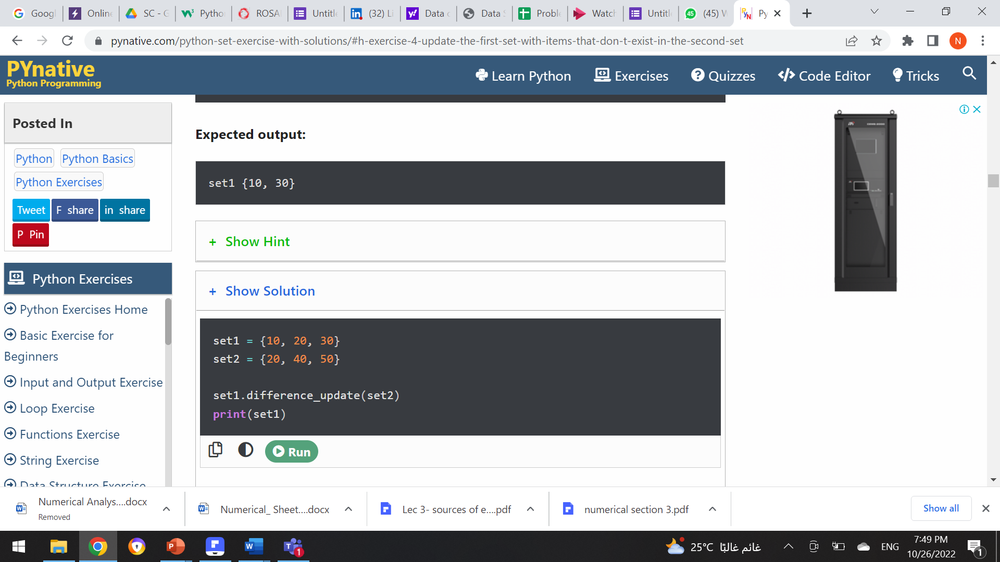 Googl
Online
SC - G
Pytho
ROSAL
Untitle
(32) Li
Data c
Data S
Proble
Watch
Untitle
(45) W
Py
pynative.com/python-set-exercise-with-solutions/#h-exercise-4-update-the-first-set-with-items-that-don-t-exist-in-the-second-set
N
PYnative
Python Programming
Learn Python
Exercises
Quizzes
Code Editor
Tricks
Posted In
Python
Python Basics
Python Exercises
Tweet
F share
in share
P Pin
Python Exercises
Python Exercises Home
Basic Exercise for
Beginners
Input and Output Exercise
Loop Exercise
Functions Exercise
String Exercise
Data Structure Exercise
Expected output:
set1 {10, 30}
+ Show Hint
+ Show Solution
set1 = {10, 20, 30}
set2 = {20, 40, 50}
set1.difference_update(set2)
print(set1)
Run
Numerical Analys....docx
Removed
Numerical_ Sheet....docx
Lec 3- sources of e....pdf
numerical section 3.pdf
Show all
25°C غائم غالبًا
ENG
7:49 PM
10/26/2022
1